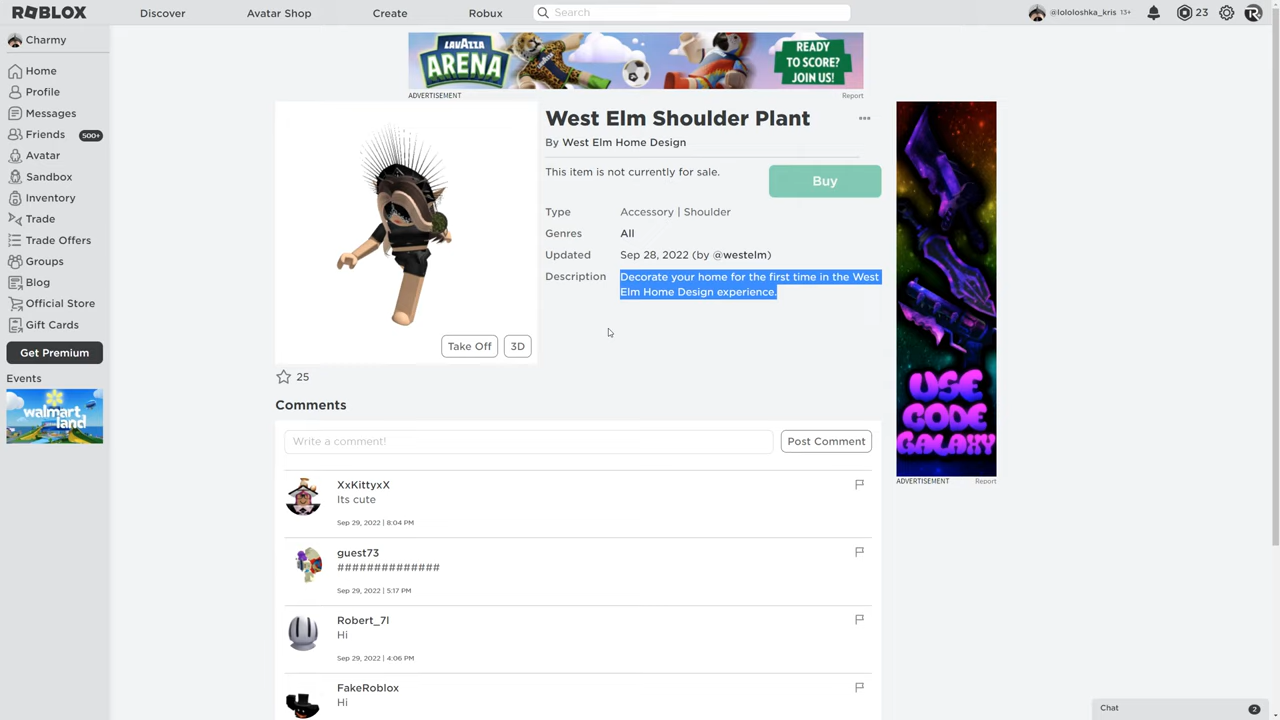 ROBLOX
Discover
Avatar Shop
Create
Robux
Search
@lololoshka_kris 13+
23
Charmy
Home
Profile
Messages
Friends 500+
Avatar
Sandbox
Inventory
Trade
Trade Offers
Groups
Blog
Official Store
Gift Cards
Get Premium
Events
walmart
land
LAVAZZA
ARENA
READY
TO SCORE?
JOIN US!
ADVERTISEMENT
Report
West Elm Shoulder Plant
By West Elm Home Design
This item is not currently for sale.
Buy
Type Accessory | Shoulder
Genres All
Updated Sep 28, 2022 (by @westelm)
Description Decorate your home for the first time in the West
Elm Home Design experience.
Take Off
3D
25
Comments
Write a comment!
Post Comment
XxKittyxX
Its cute
Sep 29, 2022 | 8:04 PM
guest73
##############
Sep 29, 2022 | 5:17 PM
Robert_7l
Hi
Sep 29, 2022 | 4:06 PM
FakeRoblox
Hi
USE
CODE
GALAXY
ADVERTISEMENT
Report
Chat
2